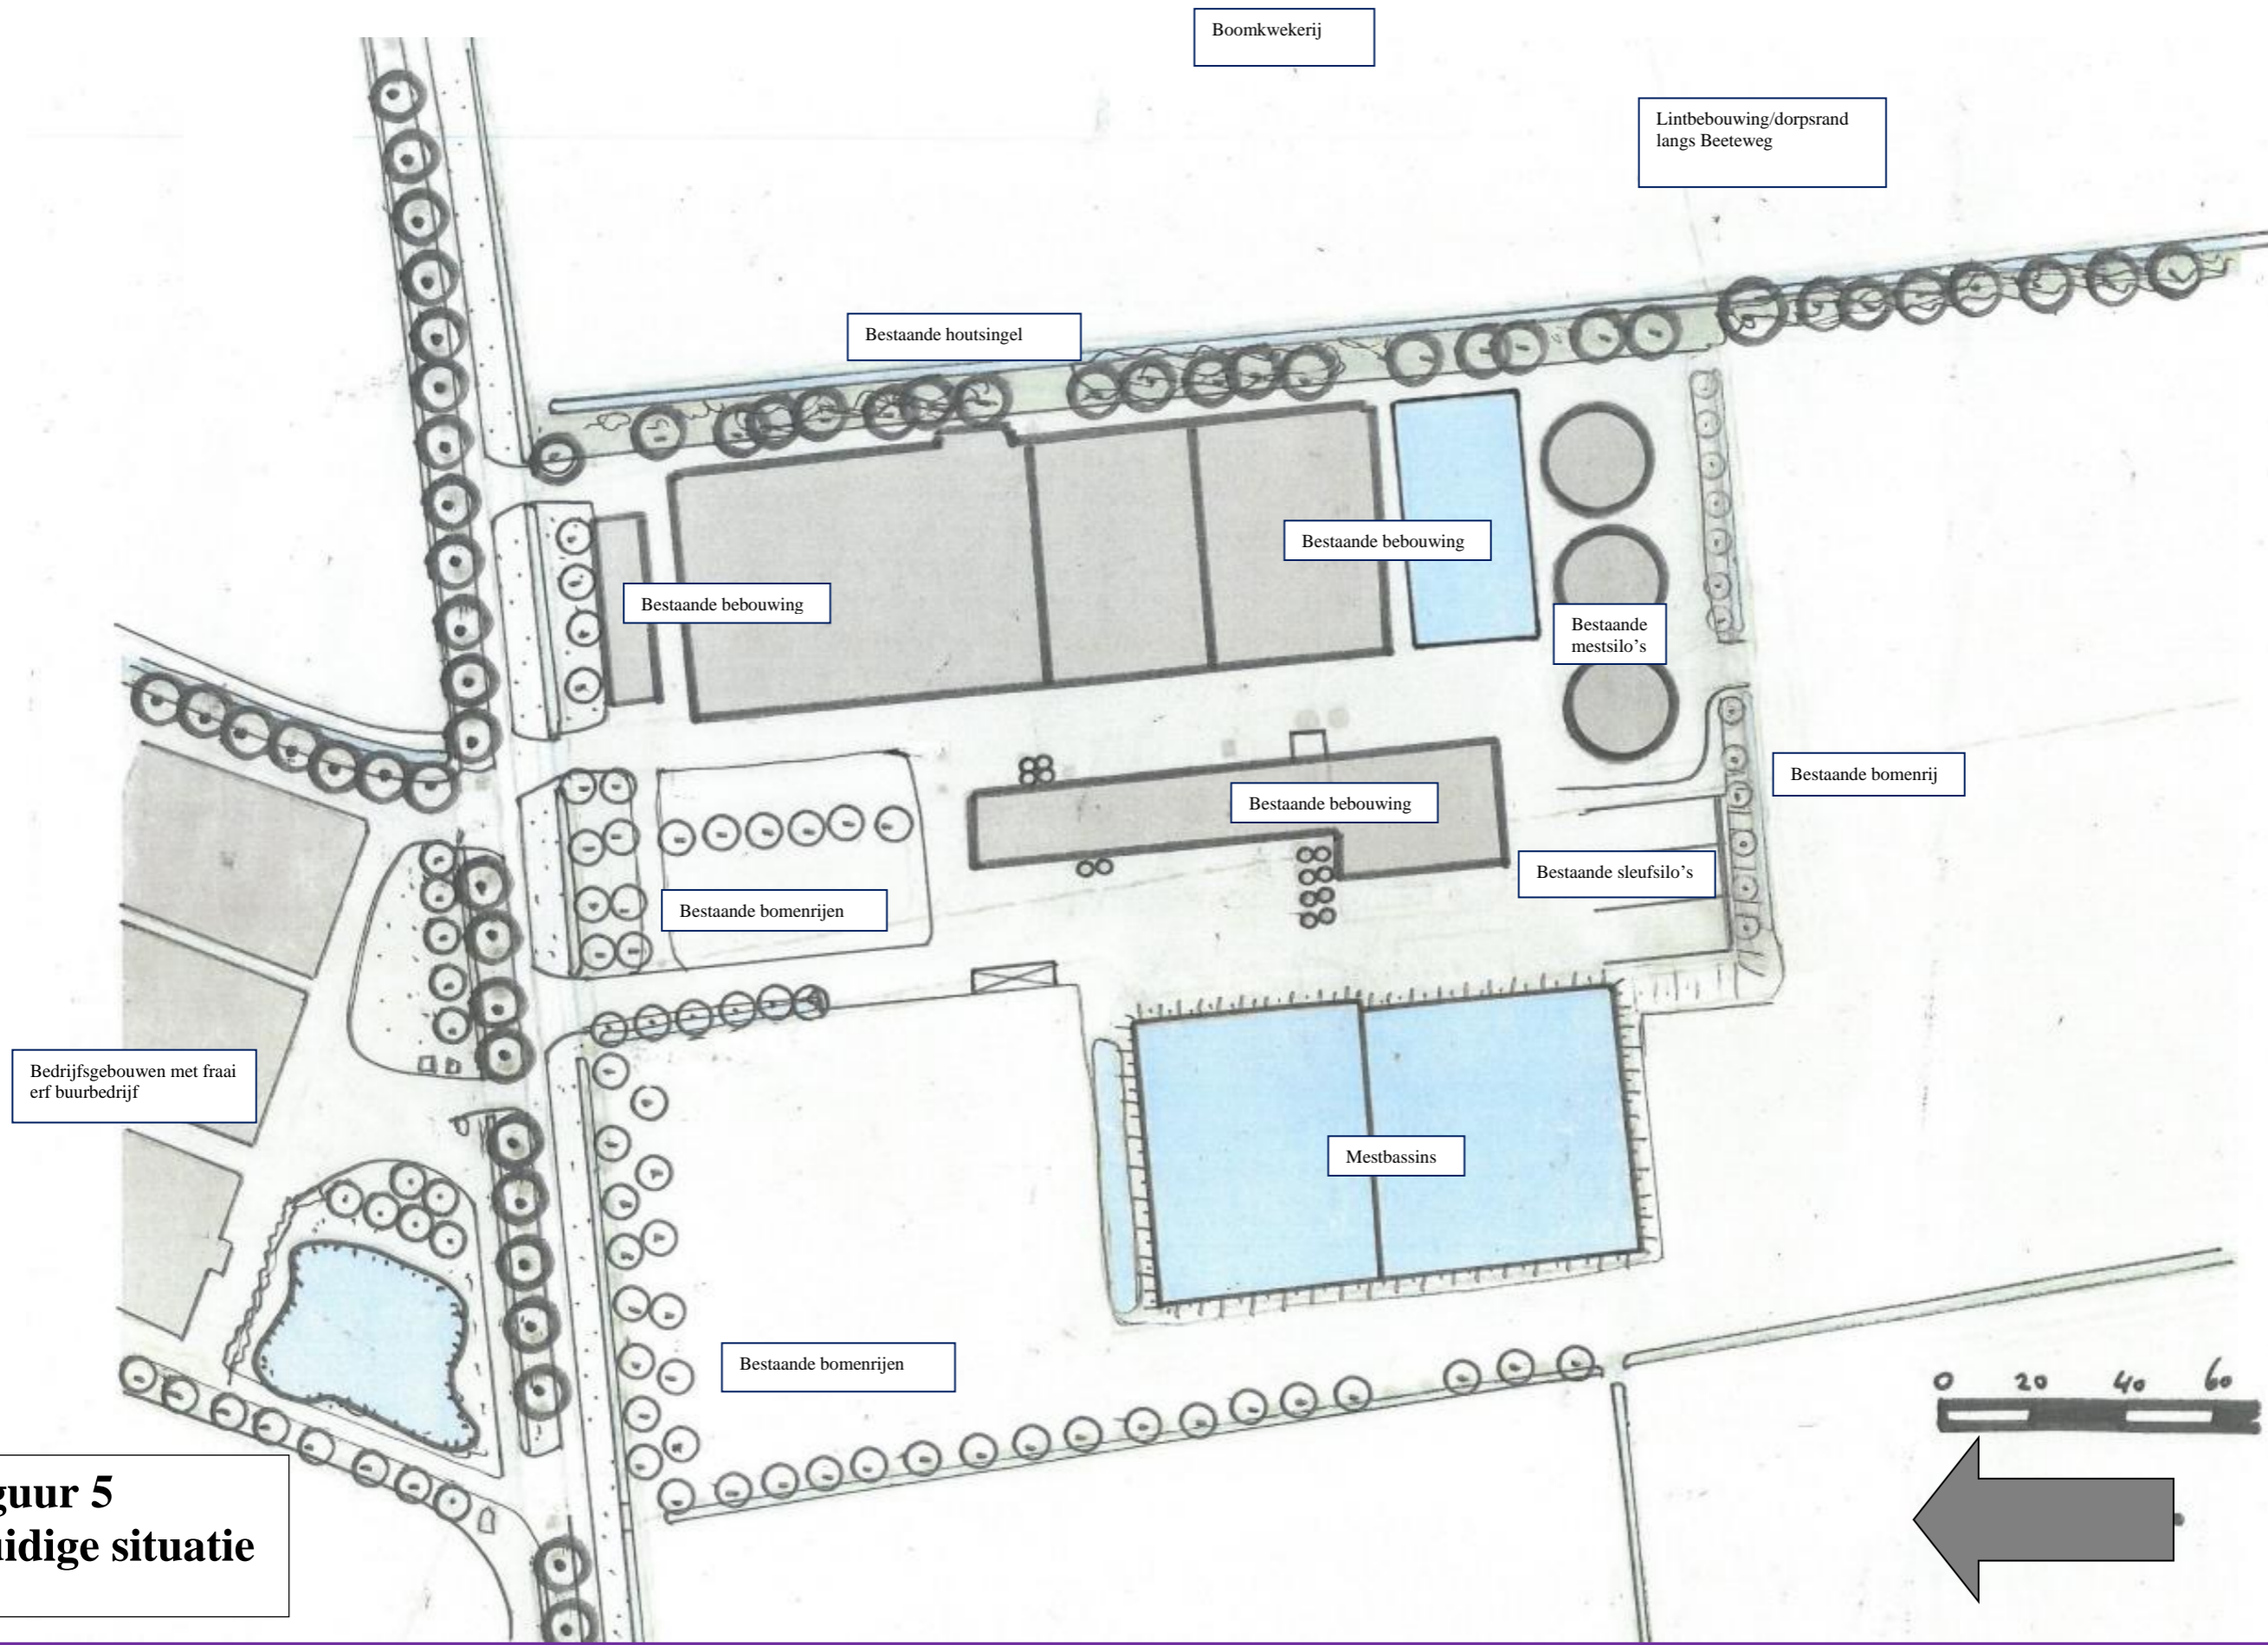 Boomkwekerij
Lintbebouwing/dorpsrand
langs Beeteweg
Bestaande houtsingel
Bestaande bebouwing
Bestaande bebouwing
Bestaande
mestsilo's
Bestaande bomenrij
Bestaande bebouwing
Bestaande sleufsilo's
Bestaande bomenrijen
Bedrijfsgebouwen met fraai
erf buurbedrijf
Mestbassins
Bestaande bomenrijen
0 20 40 60
guur 5
uidige situatie